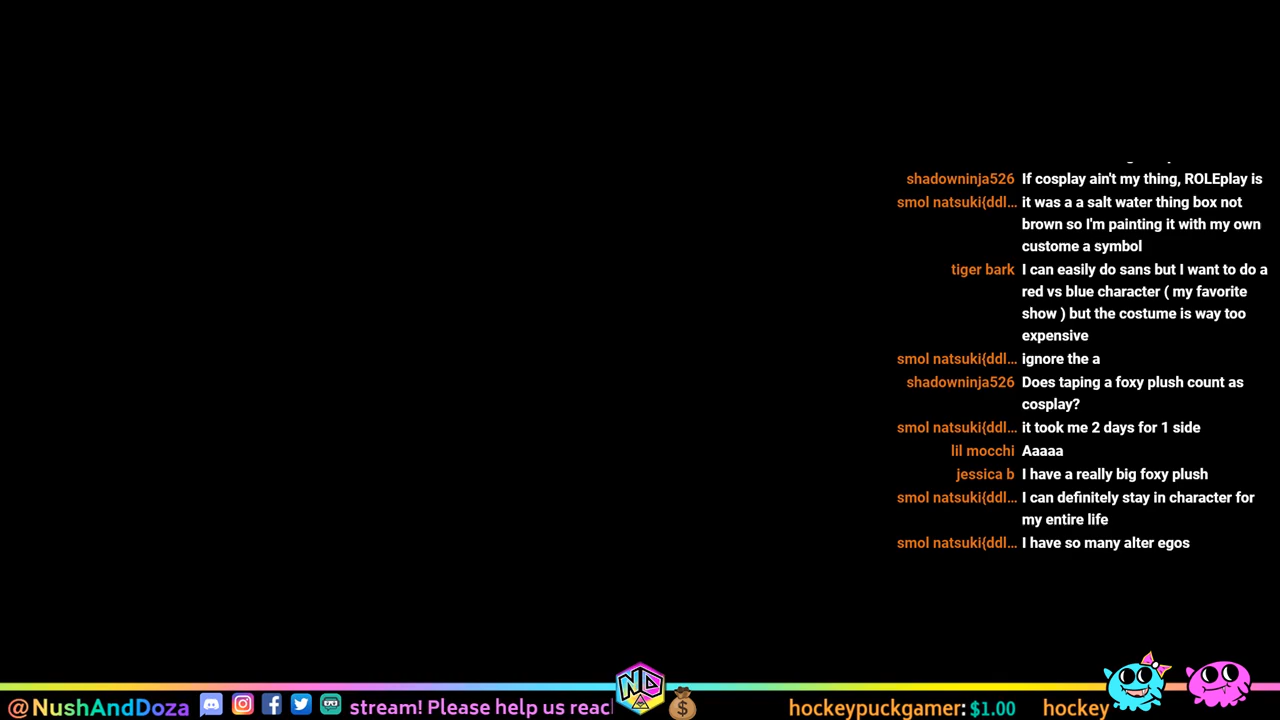 shadowninja526 If cosplay ain't my thing, ROLEplay is
smol natsuki{ddl... it was a a salt water thing box not
brown so I'm painting it with my own
custome a symbol
tiger bark I can easily do sans but I want to do a
red vs blue character ( my favorite
show ) but the costume is way too
expensive
smol natsuki{ddl... ignore the a
shadowninja526 Does taping a foxy plush count as
cosplay?
smol natsuki{ddl... it took me 2 days for 1 side
lil mocchi Aaaaa
jessica b I have a really big foxy plush
smol natsuki{ddl... I can definitely stay in character for
my entire life
smol natsuki{ddl... I have so many alter egos
@NushAndDoza stream! Please help us reac ND hockeypuckgamer: $1.00 hockey